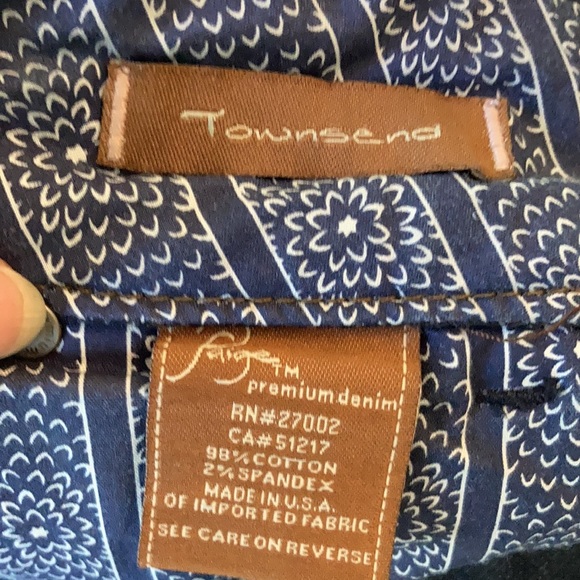 Townsend
Paige™
premium denim
RN#27002
CA#51217
98% COTTON
2% SPANDEX
MADE IN U.S.A.
OF IMPORTED FABRIC
SEE CARE ON REVERSE